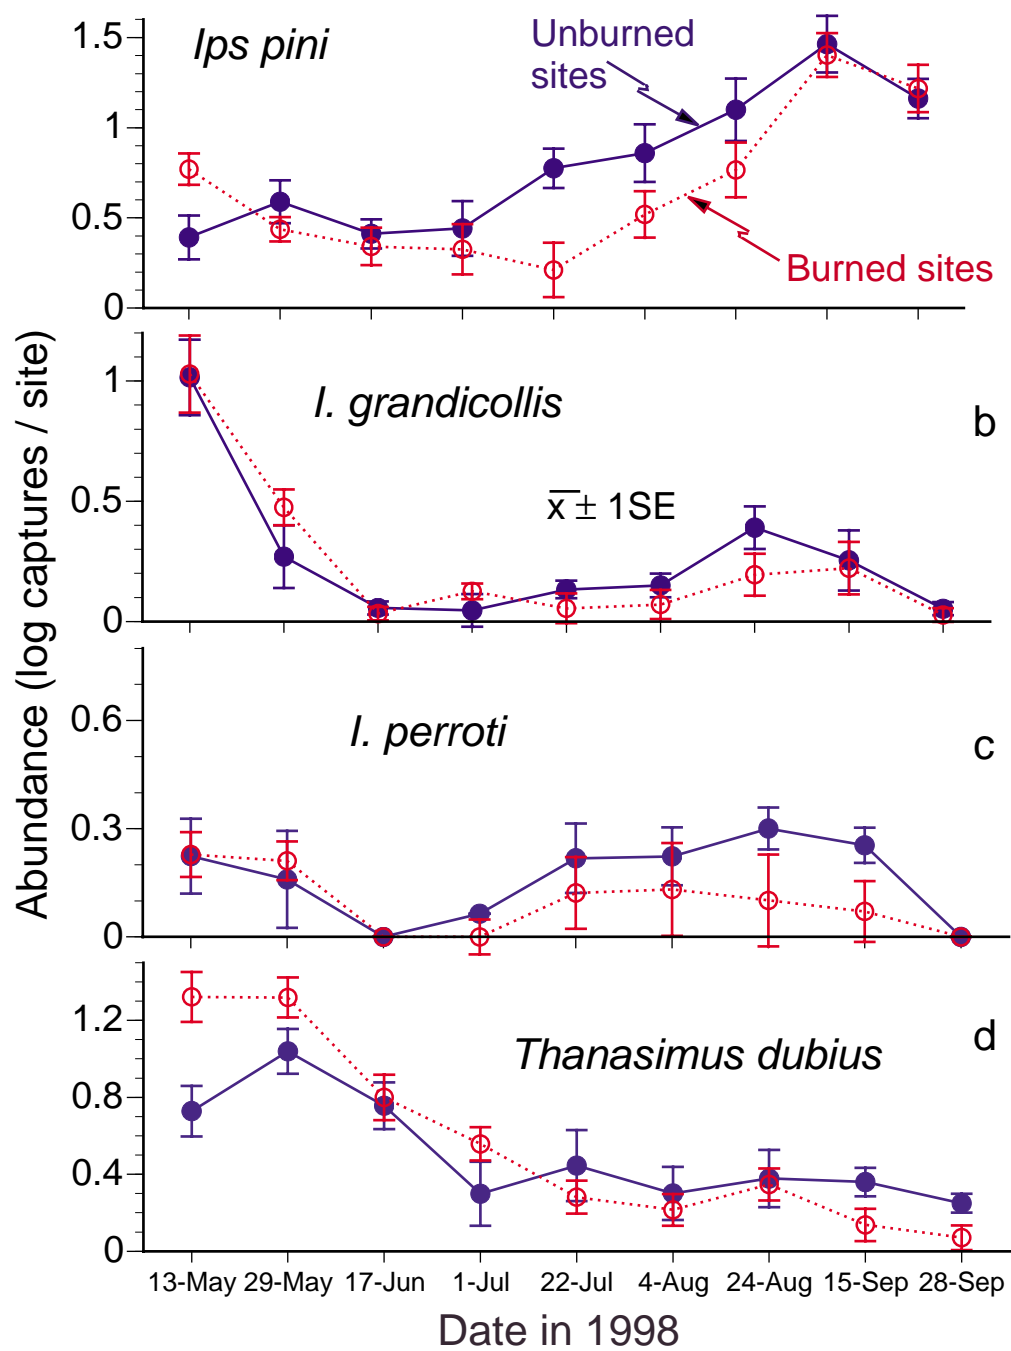 Abundance (log captures / site)
Ips pini
Unburned
sites
Burned sites
1.5
1
0.5
0
I. grandicollis
b
x ± 1SE
1
0.5
0
I. perroti
c
0.6
0.3
0
Thanasimus dubius
d
1.2
0.8
0.4
0
13-May 29-May 17-Jun 1-Jul 22-Jul 4-Aug 24-Aug 15-Sep 28-Sep
Date in 1998